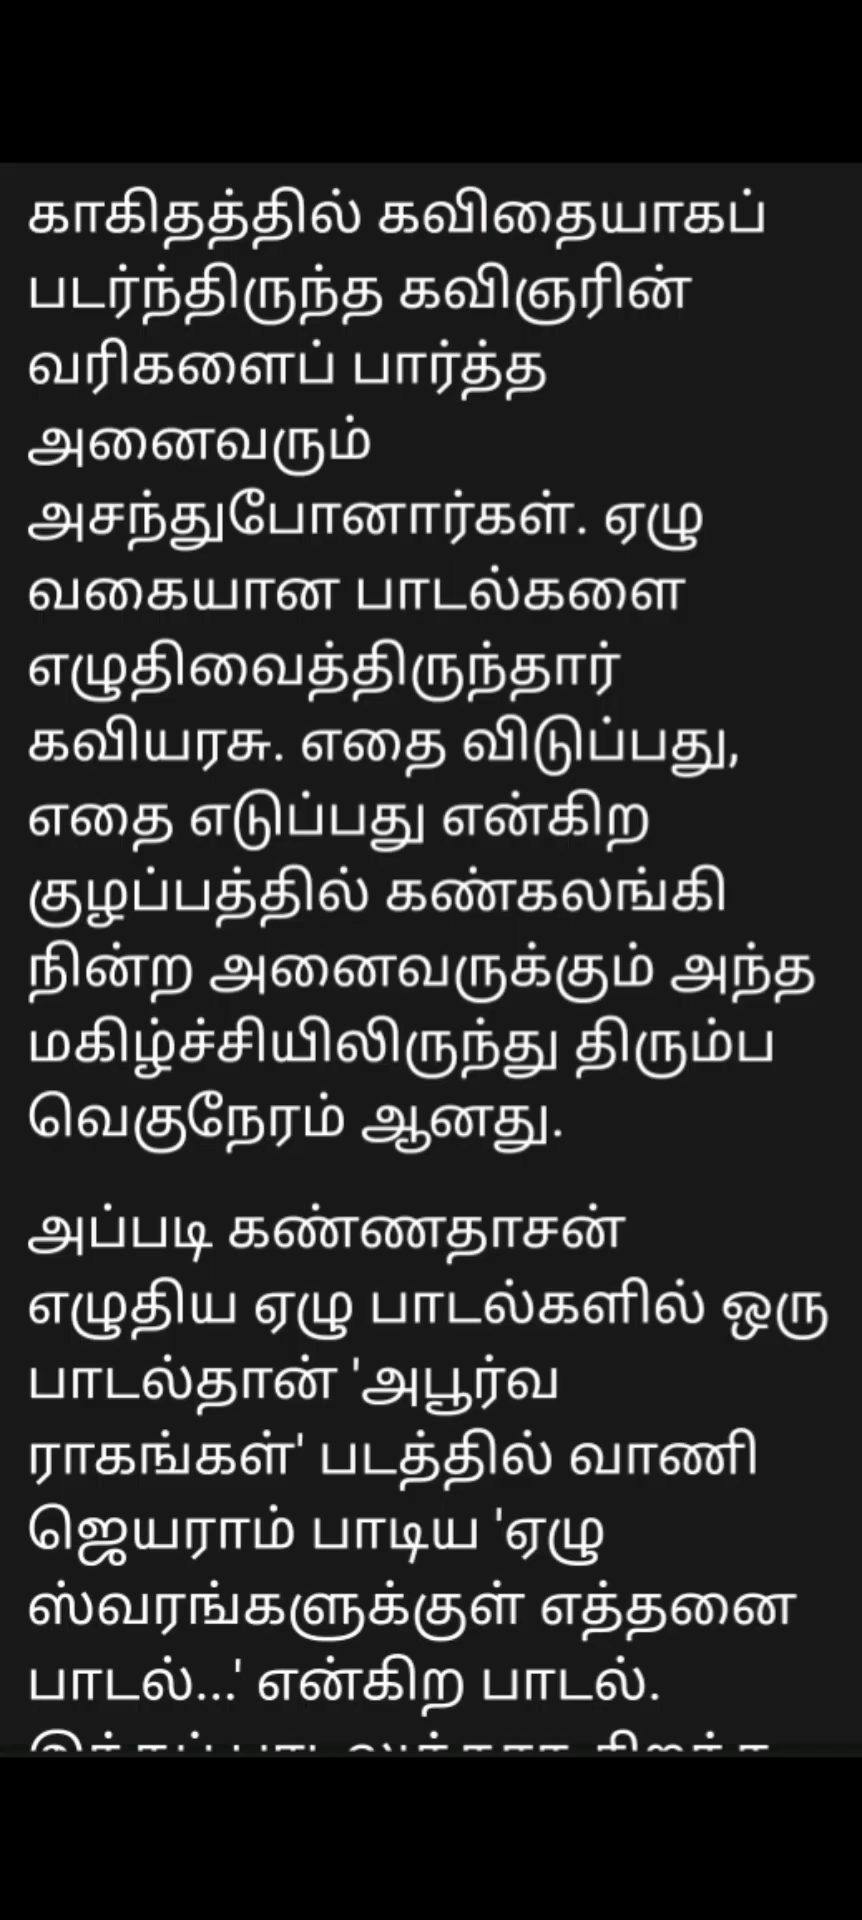 காகிதத்தில் கவிதையாகப்
படர்ந்திருந்த கவிஞரின்
வரிகளைப் பார்த்த
அனைவரும்
அசந்துபோனார்கள். ஏழு
வகையான பாடல்களை
எழுதிவைத்திருந்தார்
கவியரசு. எதை விடுப்பது,
எதை எடுப்பது என்கிற
குழப்பத்தில் கண்கலங்கி
நின்ற அனைவருக்கும் அந்த
மகிழ்ச்சியிலிருந்து திரும்ப
வெகுநேரம் ஆனது.
அப்படி கண்ணதாசன்
எழுதிய ஏழு பாடல்களில் ஒரு
பாடல்தான் 'அபூர்வ
ராகங்கள்' படத்தில் வாணி
ஜெயராம் பாடிய 'ஏழு
ஸ்வரங்களுக்குள் எத்தனை
பாடல்...' என்கிற பாடல்.